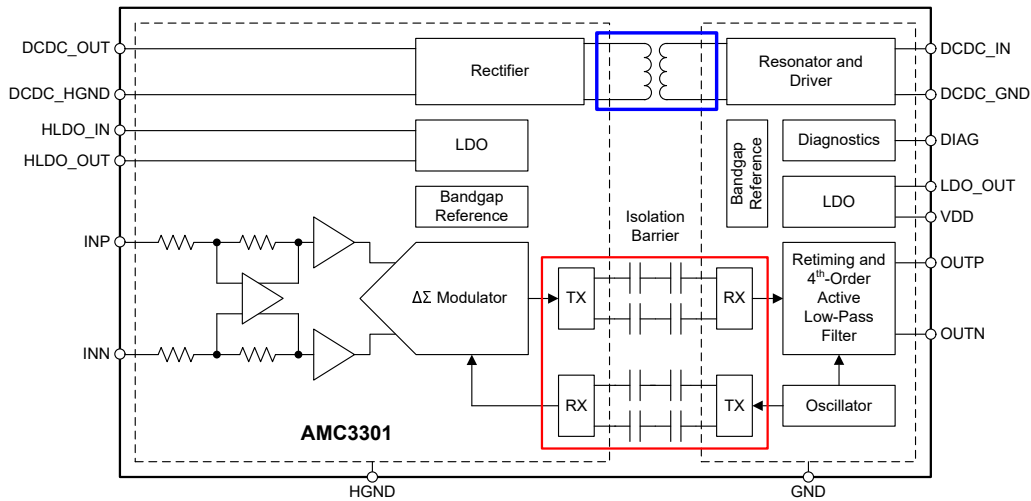 DCDC_OUT
DCDC_HGND
HLDO_IN
HLDO_OUT
INP
INN
Rectifier
LDO
Bandgap
Reference
ΔΣ Modulator
AMC3301
HGND
Isolation
Barrier
TX
RX
RX
TX
Resonator and
Driver
Bandgap
Reference
Diagnostics
LDO
Retiming and
4th-Order
Active
Low-Pass
Filter
Oscillator
GND
DCDC_IN
DCDC_GND
DIAG
LDO_OUT
VDD
OUTP
OUTN